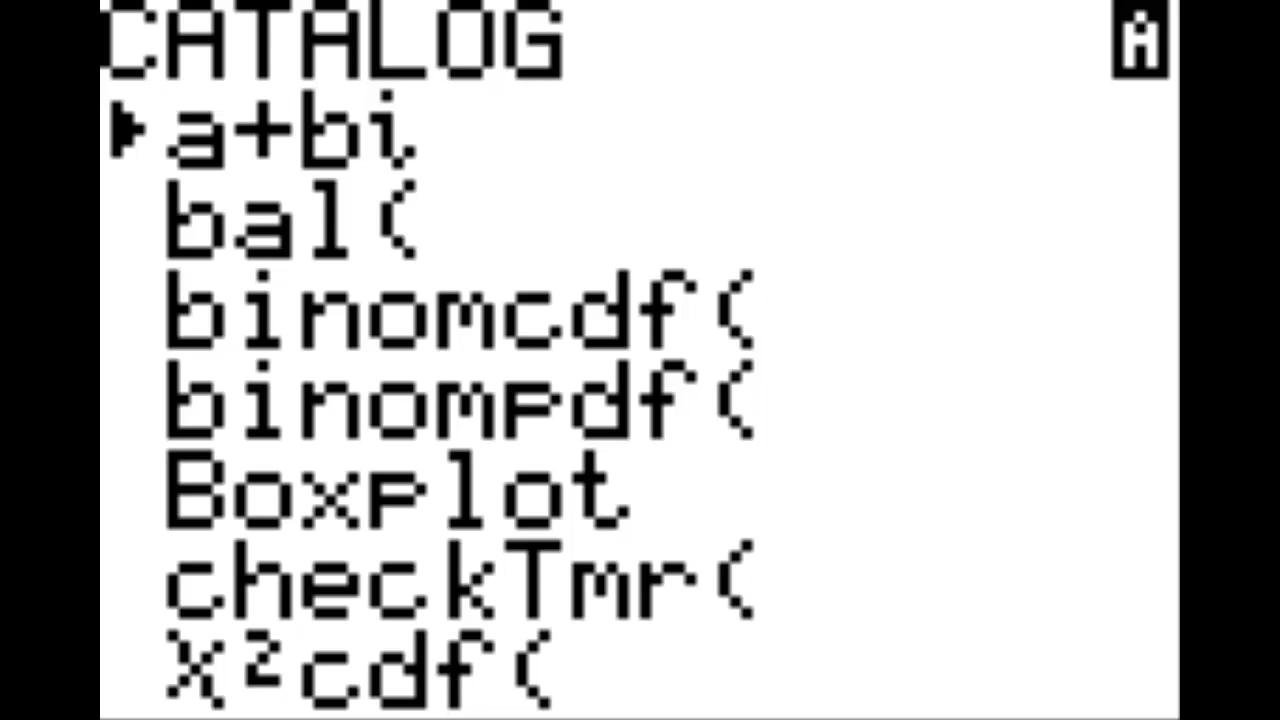 CATALOG A
▶a+bi
bal(
binomcdf(
binompdf(
Boxplot
checkTmr(
χ²cdf(